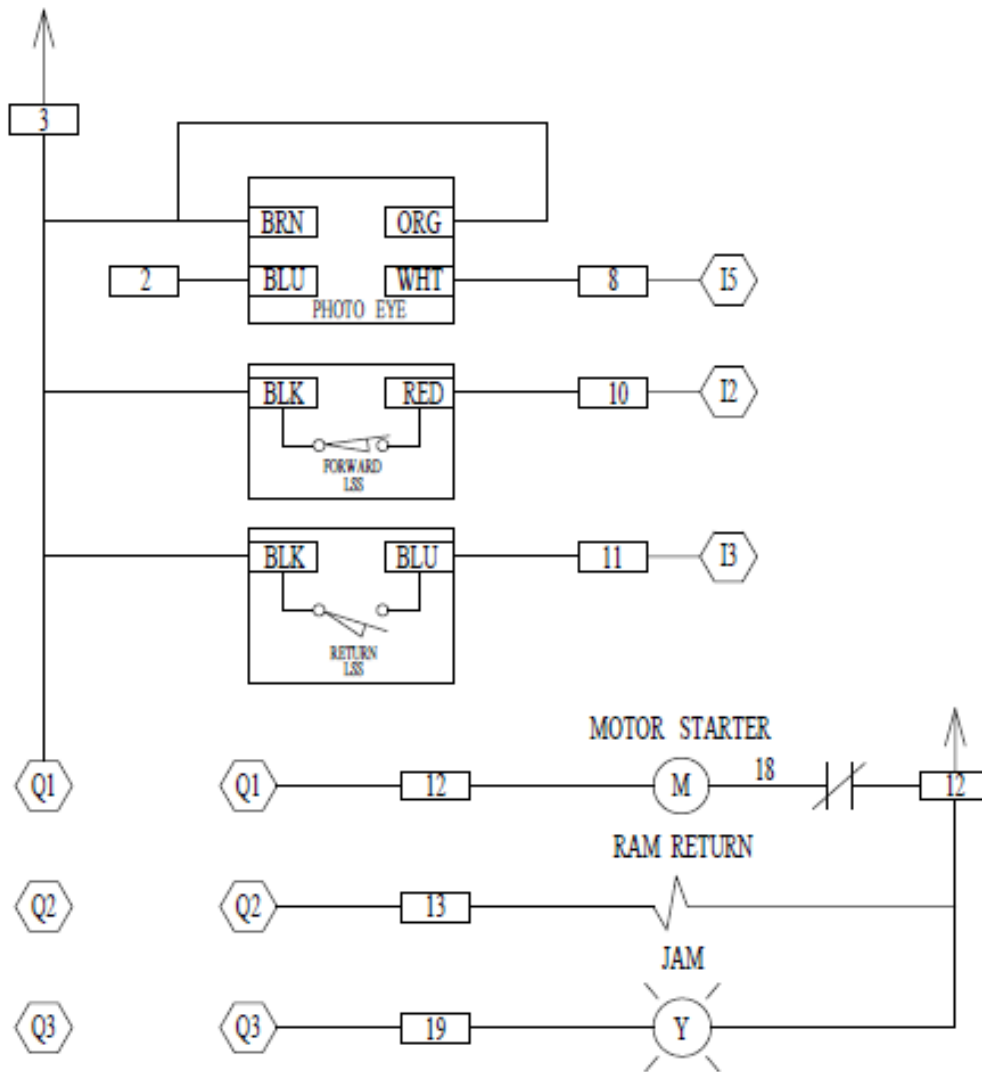 3
BRN ORG
2 BLU WHT 8 I5
PHOTO EYE
BLK RED 10 I2
FORWARD
LSS
BLK BLU 11 I3
RETURN
LSS
MOTOR STARTER
Q1 Q1 12 M 18 12
RAM RETURN
Q2 Q2 13
JAM
Q3 Q3 19 Y